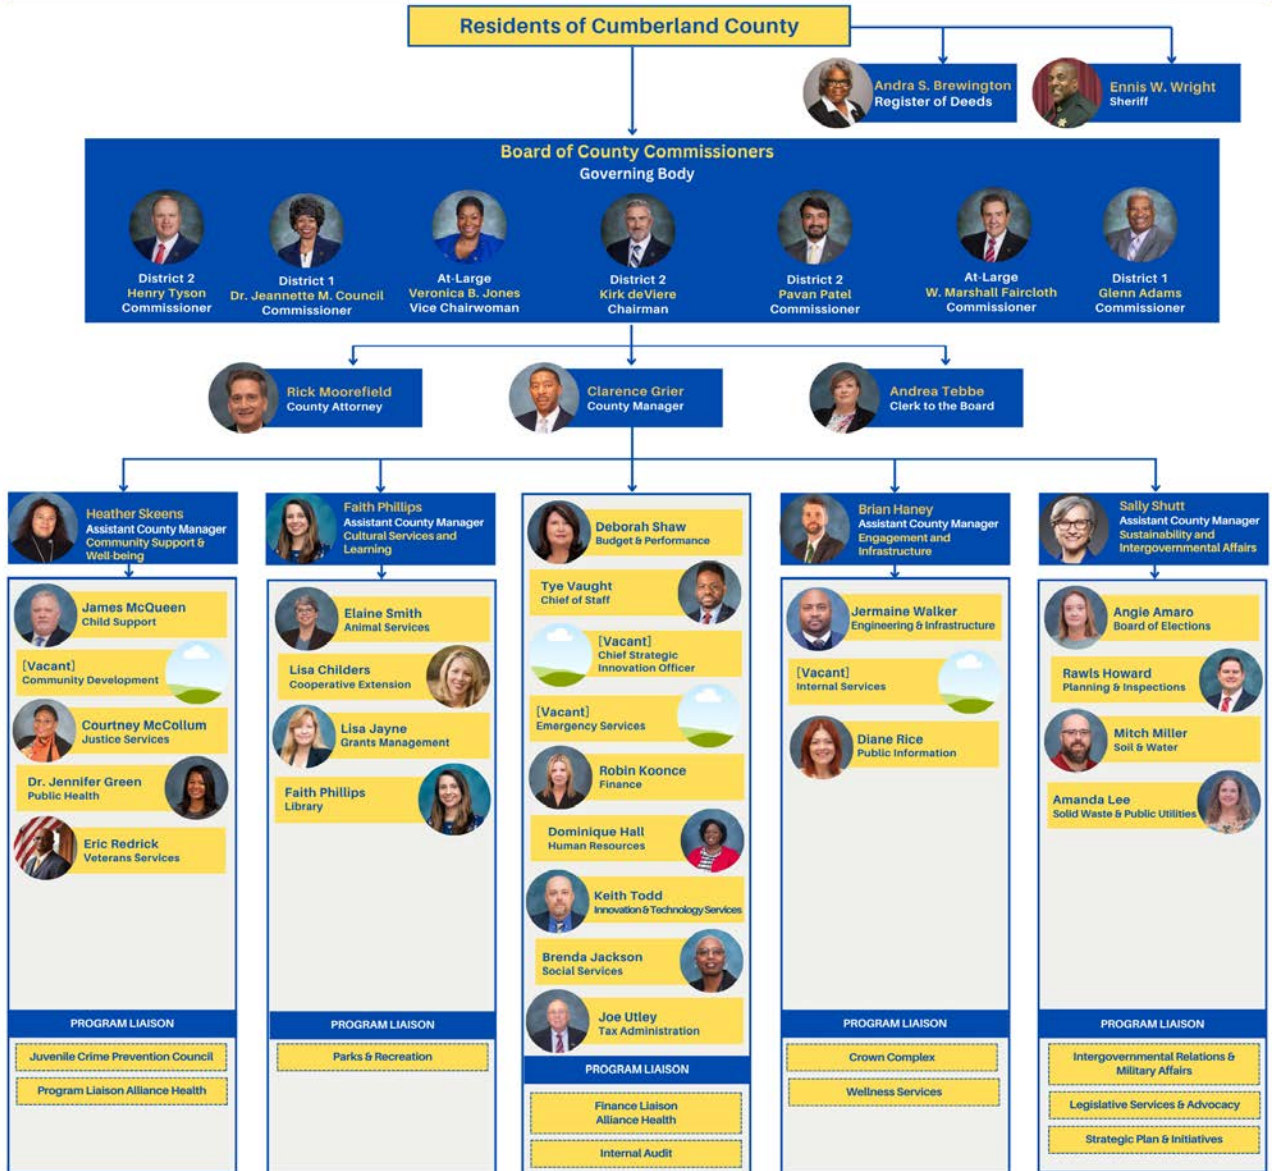 Residents of Cumberland County
Andra S. Brewington
Register of Deeds
Ennis W. Wright
Sheriff
Board of County Commissioners
Governing Body
District 2
Henry Tyson
Commissioner
District 1
Dr. Jeannette M. Council
Commissioner
At-Large
Veronica B. Jones
Vice Chairwoman
District 2
Kirk deViere
Chairman
District 2
Pavan Patel
Commissioner
At-Large
W. Marshall Faircloth
Commissioner
District 1
Glenn Adams
Commissioner
Rick Moorefield
County Attorney
Clarence Grier
County Manager
Andrea Tebbe
Clerk to the Board
Heather Skeens
Assistant County Manager
Community Support &
Well-being
James McQueen
Child Support
[Vacant]
Community Development
Courtney McCollum
Justice Services
Dr. Jennifer Green
Public Health
Eric Redrick
Veterans Services
PROGRAM LIAISON
Juvenile Crime Prevention Council
Program Liaison Alliance Health
Faith Phillips
Assistant County Manager
Cultural Services and
Learning
Elaine Smith
Animal Services
Lisa Childers
Cooperative Extension
Lisa Jayne
Grants Management
Faith Phillips
Library
PROGRAM LIAISON
Parks & Recreation
Deborah Shaw
Budget & Performance
Tye Vaught
Chief of Staff
[Vacant]
Chief Strategic
Innovation Officer
[Vacant]
Emergency Services
Robin Koonce
Finance
Dominique Hall
Human Resources
Keith Todd
Innovation & Technology Services
Brenda Jackson
Social Services
Joe Utley
Tax Administration
PROGRAM LIAISON
Finance Liaison
Alliance Health
Internal Audit
Brian Haney
Assistant County Manager
Engagement and
Infrastructure
Jermaine Walker
Engineering & Infrastructure
[Vacant]
Internal Services
Diane Rice
Public Information
PROGRAM LIAISON
Crown Complex
Wellness Services
Sally Shutt
Assistant County Manager
Sustainability and
Intergovernmental Affairs
Angie Amaro
Board of Elections
Rawls Howard
Planning & Inspections
Mitch Miller
Soil & Water
Amanda Lee
Solid Waste & Public Utilities
PROGRAM LIAISON
Intergovernmental Relations &
Military Affairs
Legislative Services & Advocacy
Strategic Plan & Initiatives